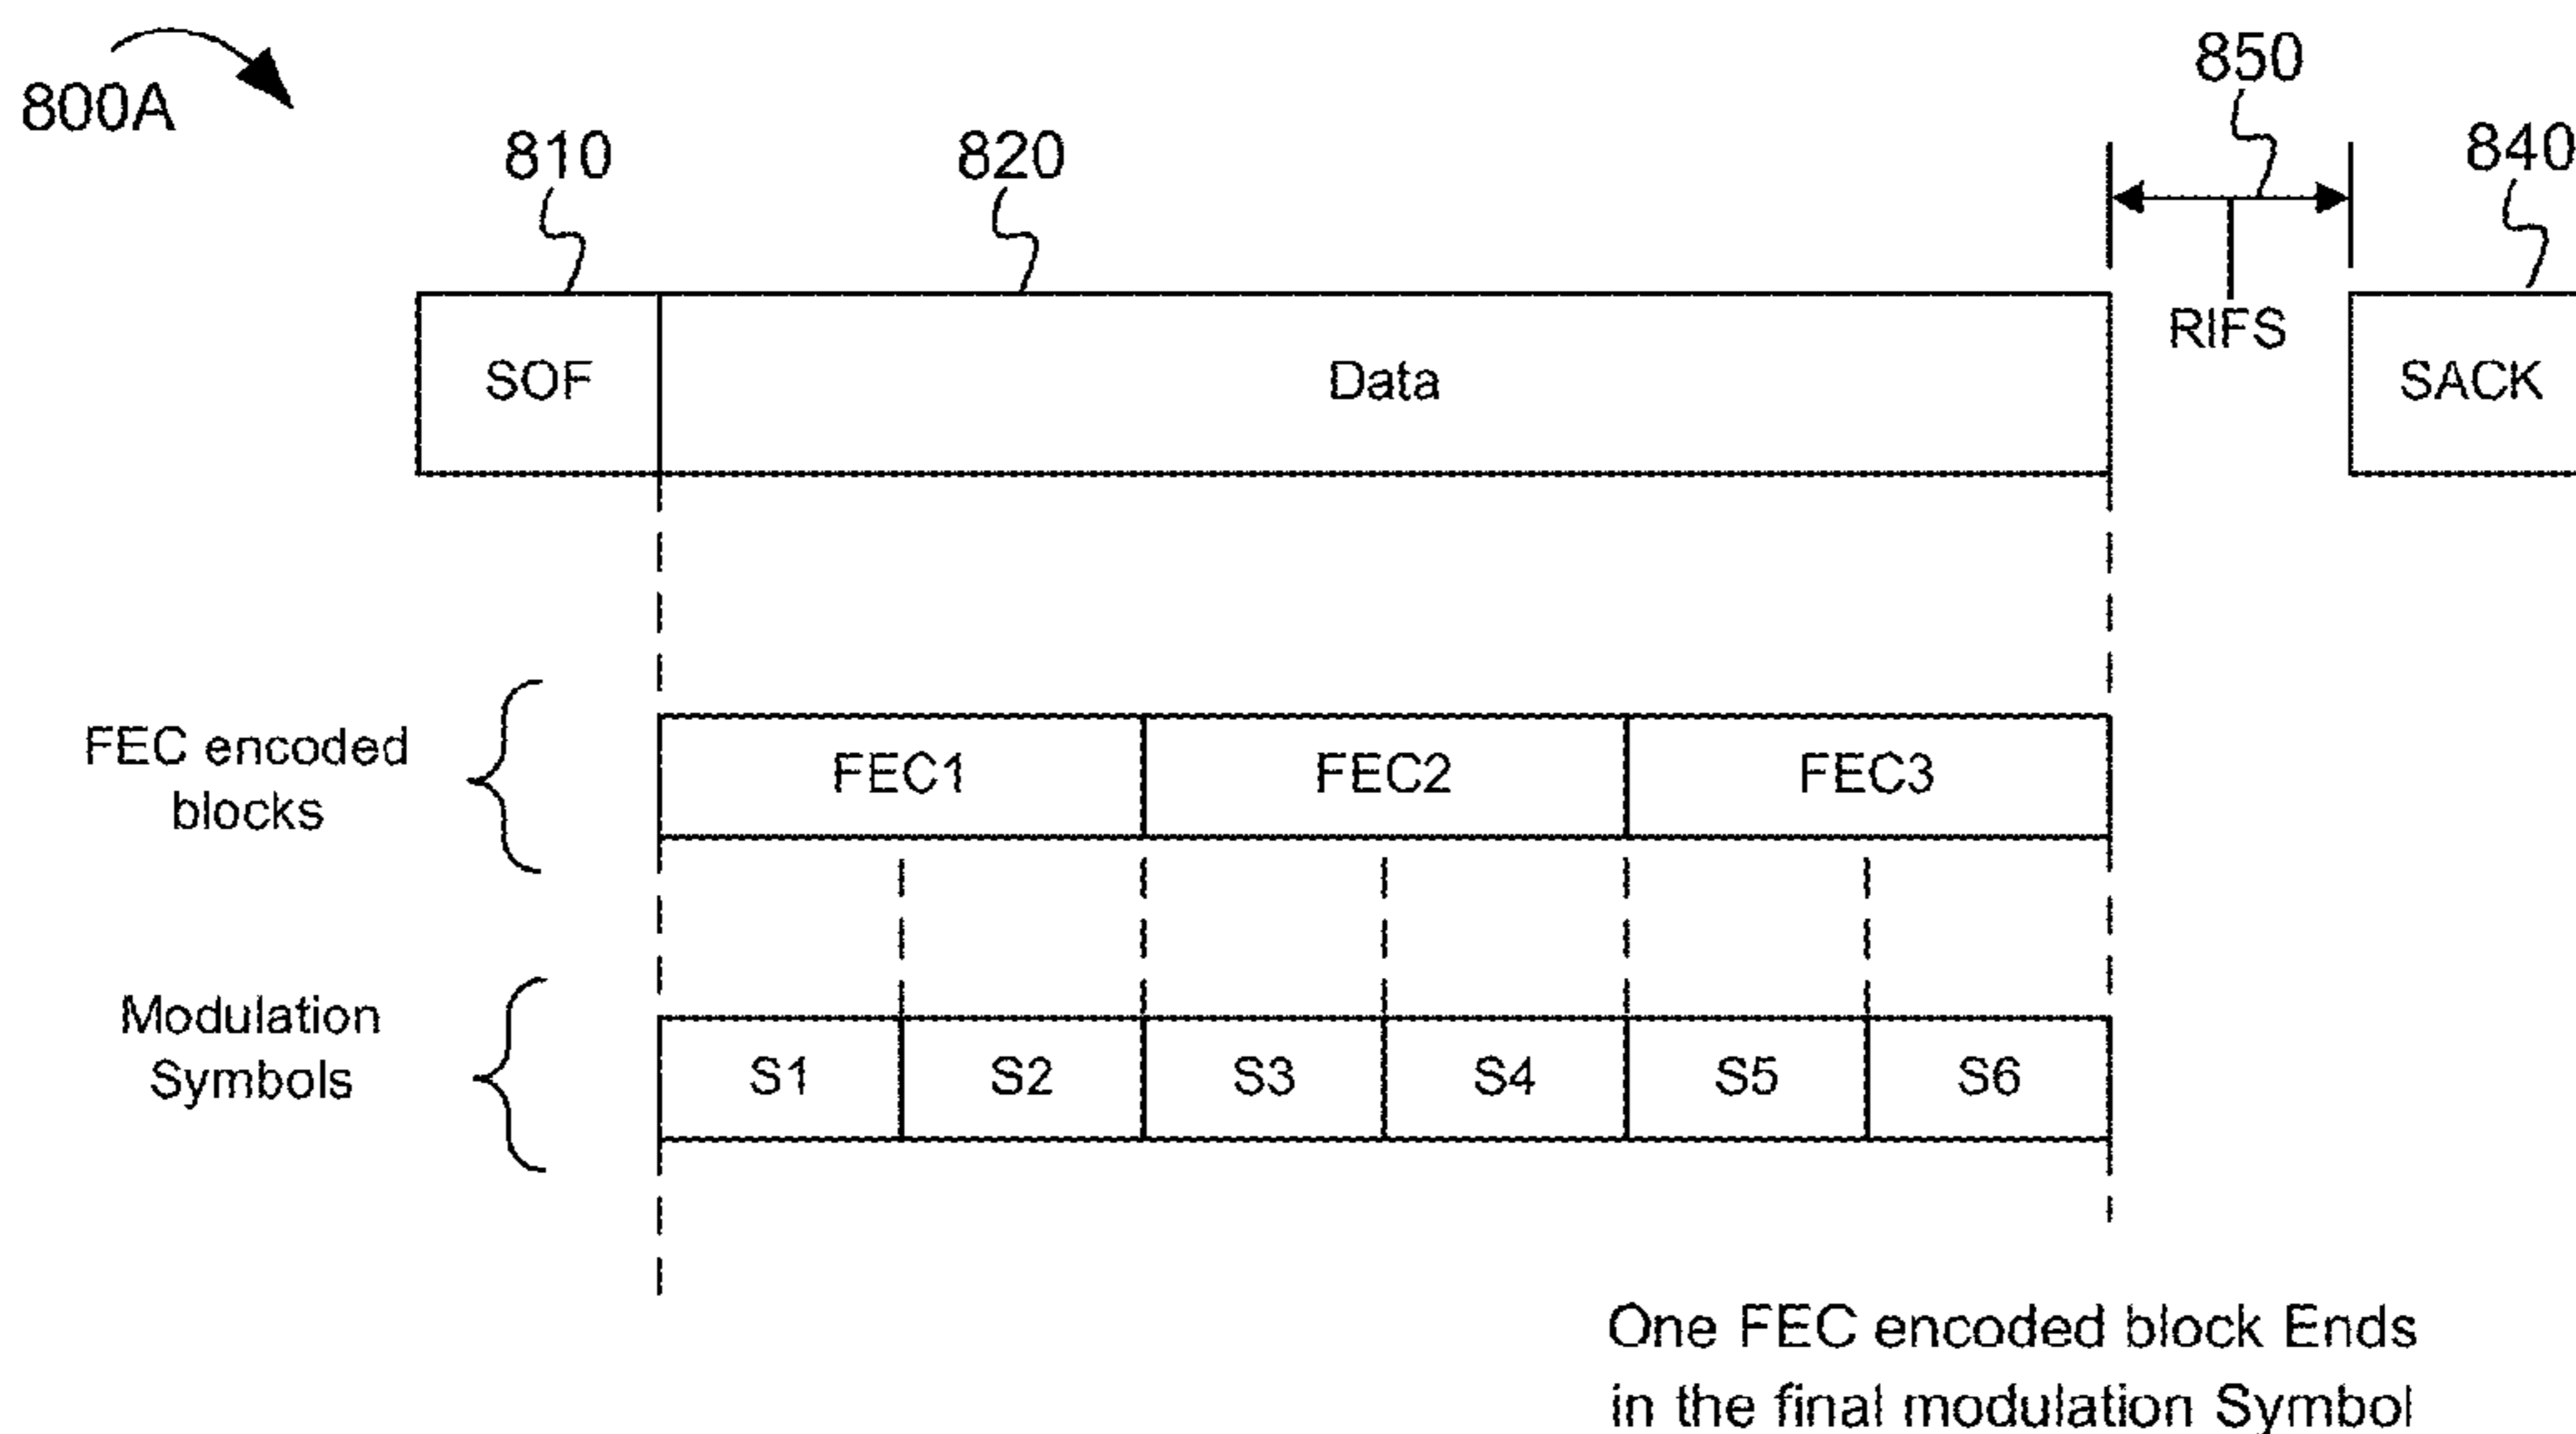 800A
850
810
820
840
SOF
Data
RIFS
SACK
FEC encoded
blocks
FEC1
FEC2
FEC3
Modulation
Symbols
S1
S2
S3
S4
S5
S6
One FEC encoded block Ends
in the final modulation Symbol